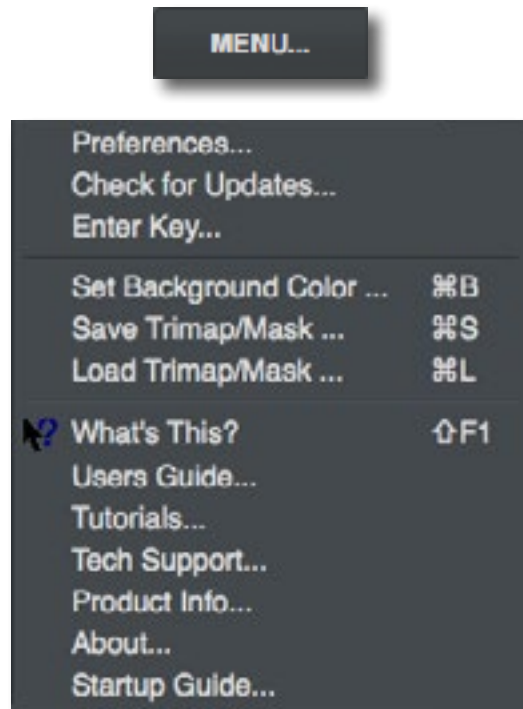 MENU...
Preferences...
Check for Updates...
Enter Key...
Set Background Color ... ⌘B
Save Trimap/Mask ... ⌘S
Load Trimap/Mask ... ⌘L
? What's This? ⇧F1
Users Guide...
Tutorials...
Tech Support...
Product Info...
About...
Startup Guide...